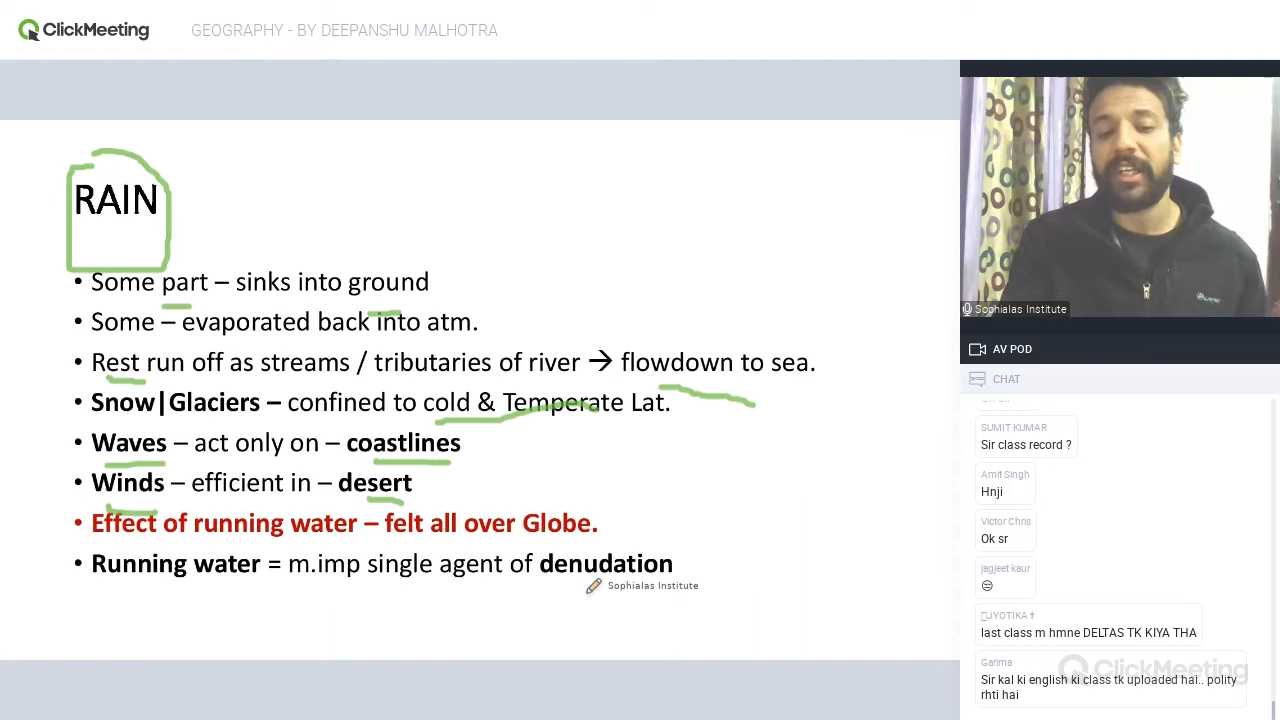 ClickMeeting
GEOGRAPHY - BY DEEPANSHU MALHOTRA
RAIN
• Some part – sinks into ground
• Some – evaporated back into atm.
• Rest run off as streams / tributaries of river → flowdown to sea.
• Snow|Glaciers – confined to cold & Temperate Lat.
• Waves – act only on – coastlines
• Winds – efficient in – desert
• Effect of running water – felt all over Globe.
• Running water = m.imp single agent of denudation
Sophialas Institute
Sophialas Institute
AV POD
CHAT
SUMIT KUMAR
Sir class record ?
Amit Singh
Hnji
Victor Chris
Ok sr
jagjeet kaur
😒
JYOTIKA✝
last class m hmne DELTAS TK KIYA THA
Garima
Sir kal ki english ki class tk uploaded hai.. polity
rhti hai
ClickMeeting